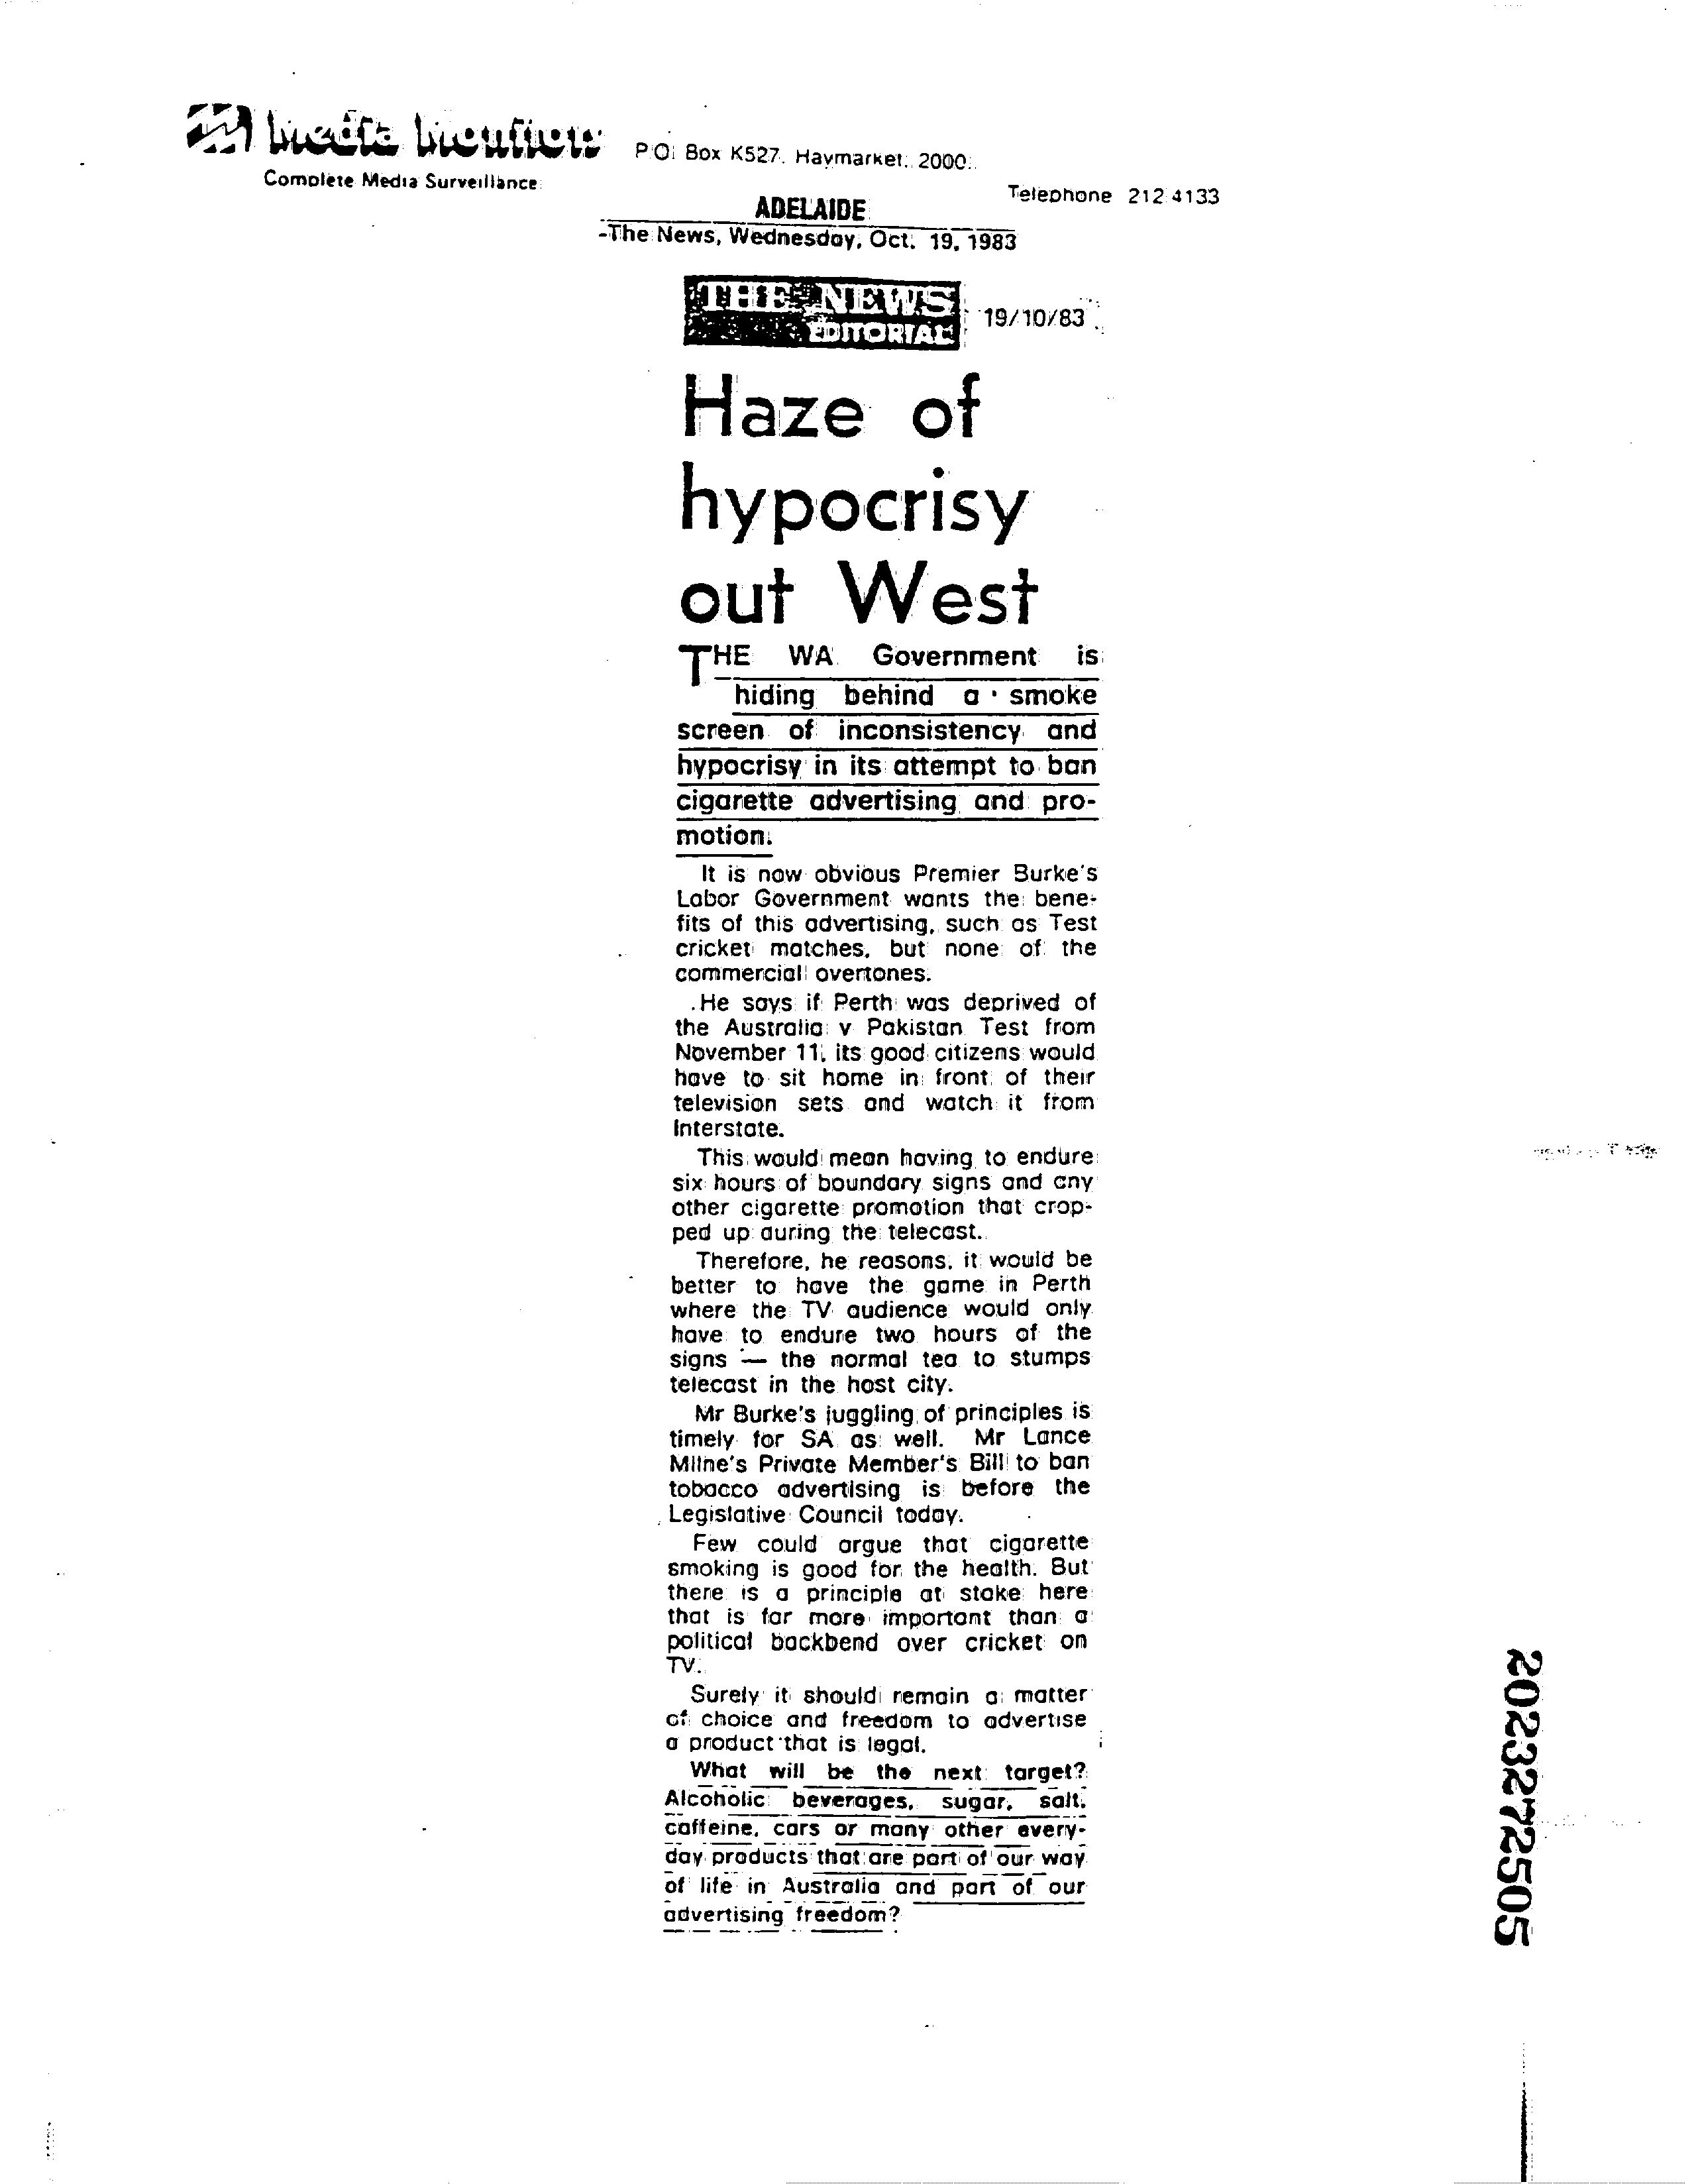 Media Monitors P.O. Box K527, Haymarket, 2000.
Complete Media Surveillance
Telephone 212 4133
ADELAIDE
-The News, Wednesday, Oct. 19, 1983
THE NEWS
EDITORIAL
19/10/83
Haze of
hypocrisy
out West
THE WA Government is
hiding behind a smoke
screen of inconsistency and
hypocrisy in its attempt to ban
cigarette advertising and pro-
motion.
It is now obvious Premier Burke's
Labor Government wants the bene-
fits of this advertising, such as Test
cricket matches, but none of the
commercial overtones.
He says if Perth was deprived of
the Australia v Pakistan Test from
November 11, its good citizens would
have to sit home in front of their
television sets and watch it from
Interstate.
This would mean having to endure
six hours of boundary signs and any
other cigarette promotion that crop-
ped up during the telecast.
Therefore, he reasons, it would be
better to have the game in Perth
where the TV audience would only
have to endure two hours of the
signs — the normal tea to stumps
telecast in the host city.
Mr Burke's juggling of principles is
timely for SA as well. Mr Lance
Milne's Private Member's Bill to ban
tobacco advertising is before the
Legislative Council today.
Few could argue that cigarette
smoking is good for the health. But
there is a principle at stake here
that is far more important than a
political backbend over cricket on
TV.
Surely it should remain a matter
of choice and freedom to advertise
a product that is legal.
What will be the next target?
Alcoholic beverages, sugar, salt,
caffeine, cars or many other every-
day products that are part of our way
of life in Australia and part of our
advertising freedom?
2023272505